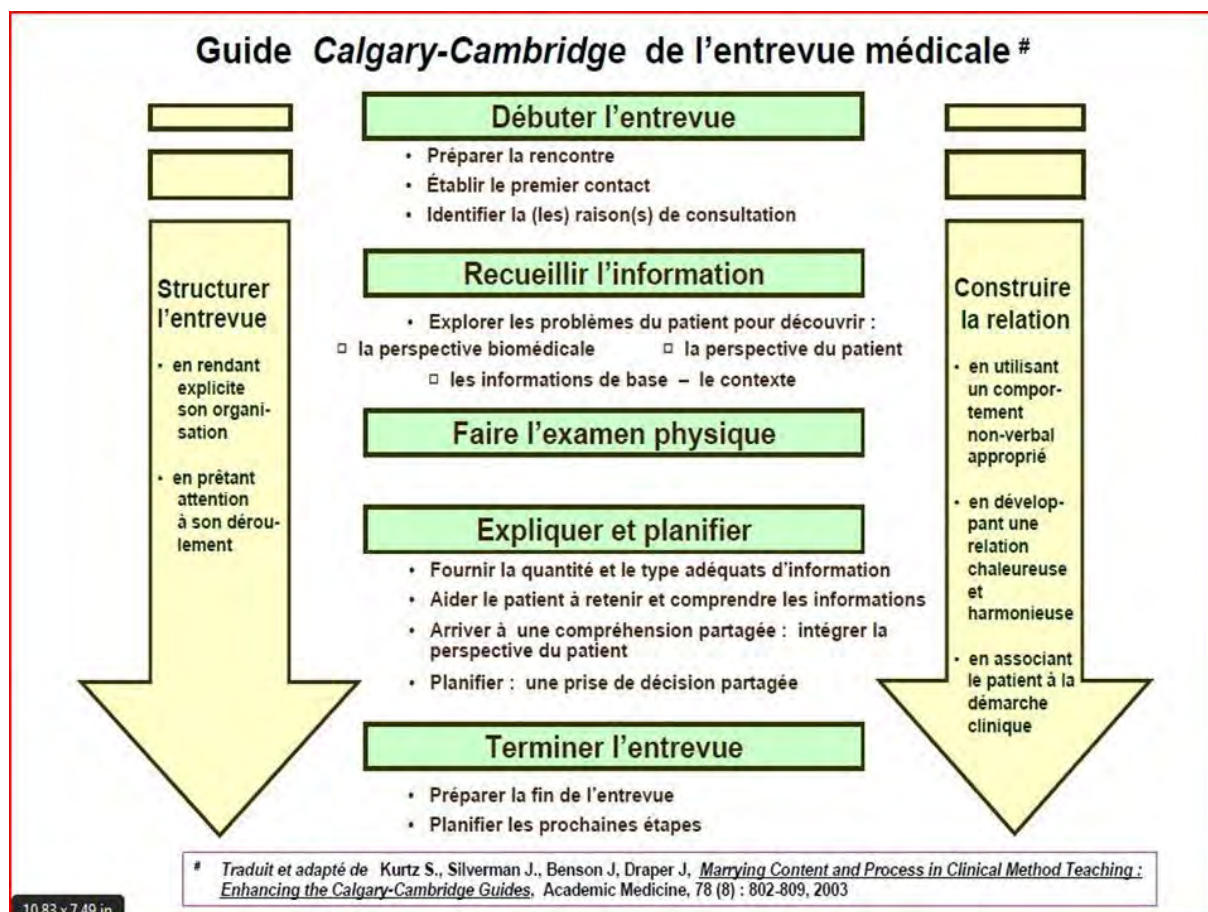 Guide Calgary-Cambridge de l'entrevue médicale #
Débuter l'entrevue
• Préparer la rencontre
• Établir le premier contact
• Identifier la (les) raison(s) de consultation
Recueillir l'information
• Explorer les problèmes du patient pour découvrir :
□ la perspective biomédicale □ la perspective du patient
□ les informations de base – le contexte
Faire l'examen physique
Expliquer et planifier
• Fournir la quantité et le type adéquats d'information
• Aider le patient à retenir et comprendre les informations
• Arriver à une compréhension partagée : intégrer la
perspective du patient
• Planifier : une prise de décision partagée
Terminer l'entrevue
• Préparer la fin de l'entrevue
• Planifier les prochaines étapes
Structurer
l'entrevue
• en rendant
explicite
son organi-
sation
• en prêtant
attention
à son dérou-
lement
Construire
la relation
• en utilisant
un compor-
tement
non-verbal
approprié
• en dévelop-
pant une
relation
chaleureuse
et
harmonieuse
• en associant
le patient à la
démarche
clinique
# Traduit et adapté de Kurtz S., Silverman J., Benson J, Draper J, Marrying Content and Process in Clinical Method Teaching :
Enhancing the Calgary-Cambridge Guides, Academic Medicine, 78 (8) : 802-809, 2003
10.83 x 7.49 in